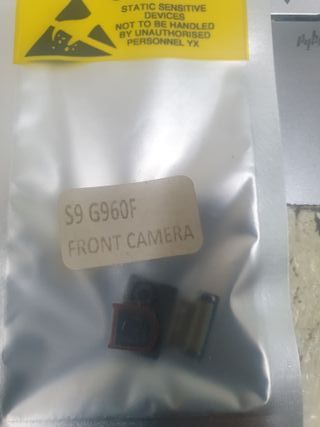 STATIC SENSITIVE
DEVICES
NOT TO BE HANDLED
BY UNAUTHORISED
PERSONNEL YX
S9 G960F
FRONT CAMERA